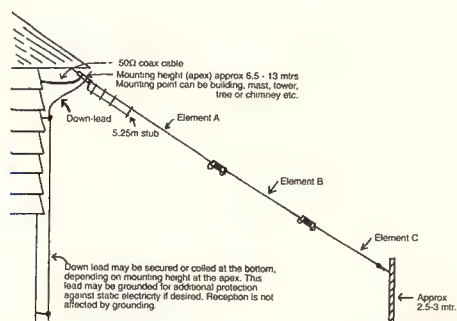 50Ω coax cable
Mounting height (apex) approx 6.5 - 13 mtrs
Mounting point can be building, mast, tower,
tree or chimney etc.
Down-lead
5.25m stub
Element A
Element B
Element C
Down lead may be secured or coiled at the bottom,
depending on mounting height at the apex. This
lead may be grounded for additional protection
against static electricity if desired. Reception is not
affected by grounding.
Approx
2.5-3 mtr.